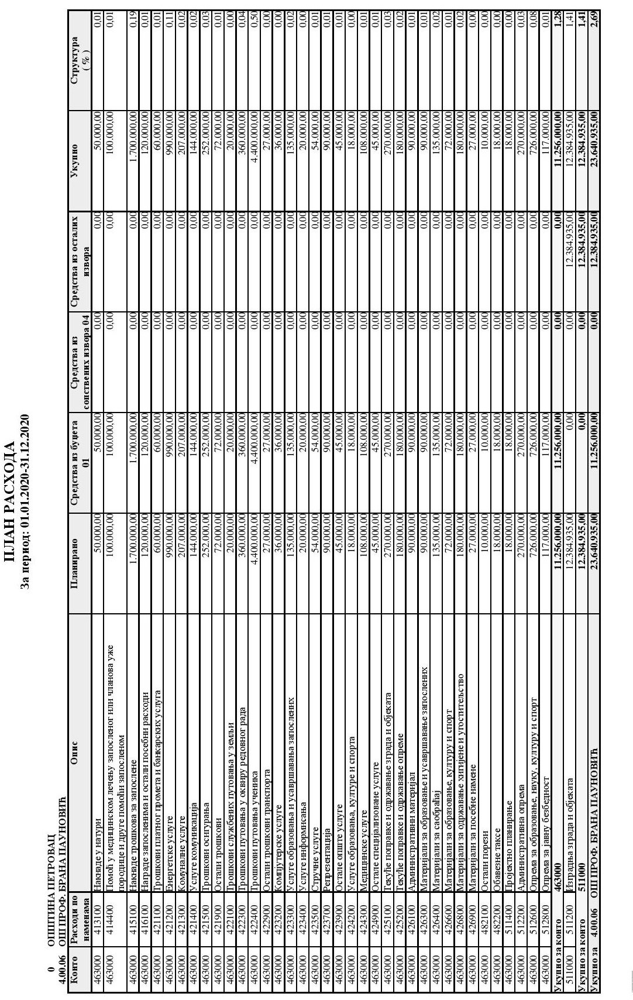 ПЛАН РАСХОДА
За период: 01.01.2020-31.12.2020
0 ОПШТИНА ПЕТРОВАЦ
4.00.06 ОШ ПРОФ. БРАНА ПАУНОВИЋ
Конто Расходи по наменама Опис Планирано Средства из буџета 01 Средства из сопствених извора 04 Средства из осталих извора Укупно Структура ( % )
463000 413100 Накнаде у натури 50.000,00 50.000,00 0,00 0,00 50.000,00 0,01
463000 414400 Помоћ у медицинском лечењу запосленог или чланова уже 100.000,00 100.000,00 0,00 0,00 100.000,00 0,01
породице и друге помоћи запосленом
463000 415100 Накнаде трошкова за запослене 1.700.000,00 1.700.000,00 0,00 0,00 1.700.000,00 0,19
463000 416100 Награде запосленима и остали посебни расходи 120.000,00 120.000,00 0,00 0,00 120.000,00 0,01
463000 421100 Трошкови платног промета и банкарских услуга 60.000,00 60.000,00 0,00 0,00 60.000,00 0,01
463000 421200 Енергетске услуге 990.000,00 990.000,00 0,00 0,00 990.000,00 0,11
463000 421300 Комуналне услуге 207.000,00 207.000,00 0,00 0,00 207.000,00 0,02
463000 421400 Услуге комуникација 144.000,00 144.000,00 0,00 0,00 144.000,00 0,02
463000 421500 Трошкови осигурања 252.000,00 252.000,00 0,00 0,00 252.000,00 0,03
463000 421900 Остали трошкови 72.000,00 72.000,00 0,00 0,00 72.000,00 0,01
463000 422100 Трошкови службених путовања у земљи 20.000,00 20.000,00 0,00 0,00 20.000,00 0,00
463000 422300 Трошкови путовања у оквиру редовног рада 360.000,00 360.000,00 0,00 0,00 360.000,00 0,04
463000 422400 Трошкови путовања ученика 4.400.000,00 4.400.000,00 0,00 0,00 4.400.000,00 0,50
463000 422900 Остали трошкови транспорта 27.000,00 27.000,00 0,00 0,00 27.000,00 0,00
463000 423200 Компјутерске услуге 36.000,00 36.000,00 0,00 0,00 36.000,00 0,00
463000 423300 Услуге образовања и усавршавања запослених 135.000,00 135.000,00 0,00 0,00 135.000,00 0,02
463000 423400 Услуге информисања 20.000,00 20.000,00 0,00 0,00 20.000,00 0,00
463000 423500 Стручне услуге 54.000,00 54.000,00 0,00 0,00 54.000,00 0,01
463000 423700 Репрезентација 90.000,00 90.000,00 0,00 0,00 90.000,00 0,01
463000 423900 Остале опште услуге 45.000,00 45.000,00 0,00 0,00 45.000,00 0,01
463000 424200 Услуге образовања, културе и спорта 18.000,00 18.000,00 0,00 0,00 18.000,00 0,00
463000 424300 Медицинске услуге 108.000,00 108.000,00 0,00 0,00 108.000,00 0,01
463000 424900 Остале специјализоване услуге 45.000,00 45.000,00 0,00 0,00 45.000,00 0,01
463000 425100 Текуће поправке и одржавање зграда и објеката 270.000,00 270.000,00 0,00 0,00 270.000,00 0,03
463000 425200 Текуће поправке и одржавање опреме 180.000,00 180.000,00 0,00 0,00 180.000,00 0,02
463000 426100 Административни материјал 90.000,00 90.000,00 0,00 0,00 90.000,00 0,01
463000 426300 Материјали за образовање и усавршавање запослених 90.000,00 90.000,00 0,00 0,00 90.000,00 0,01
463000 426400 Материјали за саобраћај 135.000,00 135.000,00 0,00 0,00 135.000,00 0,02
463000 426600 Материјали за образовање, културу и спорт 72.000,00 72.000,00 0,00 0,00 72.000,00 0,01
463000 426800 Материјали за одржавање хигијене и угоститељство 180.000,00 180.000,00 0,00 0,00 180.000,00 0,02
463000 426900 Материјали за посебне намене 27.000,00 27.000,00 0,00 0,00 27.000,00 0,00
463000 482100 Остали порези 10.000,00 10.000,00 0,00 0,00 10.000,00 0,00
463000 482200 Обавезне таксе 18.000,00 18.000,00 0,00 0,00 18.000,00 0,00
463000 511400 Пројектно планирање 18.000,00 18.000,00 0,00 0,00 18.000,00 0,00
463000 512200 Административна опрема 270.000,00 270.000,00 0,00 0,00 270.000,00 0,03
463000 512600 Опрема за образовање, науку, културу и спорт 726.000,00 726.000,00 0,00 0,00 726.000,00 0,08
463000 512800 Опрема за јавну безбедност 117.000,00 117.000,00 0,00 0,00 117.000,00 0,01
Укупно за конто 463000 11.256.000,00 11.256.000,00 0,00 0,00 11.256.000,00 1,28
511000 511200 Изградња зграда и објеката 12.384.935,00 0,00 0,00 12.384.935,00 12.384.935,00 1,41
Укупно за конто 511000 12.384.935,00 0,00 0,00 12.384.935,00 12.384.935,00 1,41
Укупно за 4.00.06 ОШ ПРОФ. БРАНА ПАУНОВИЋ 23.640.935,00 11.256.000,00 0,00 12.384.935,00 23.640.935,00 2,69